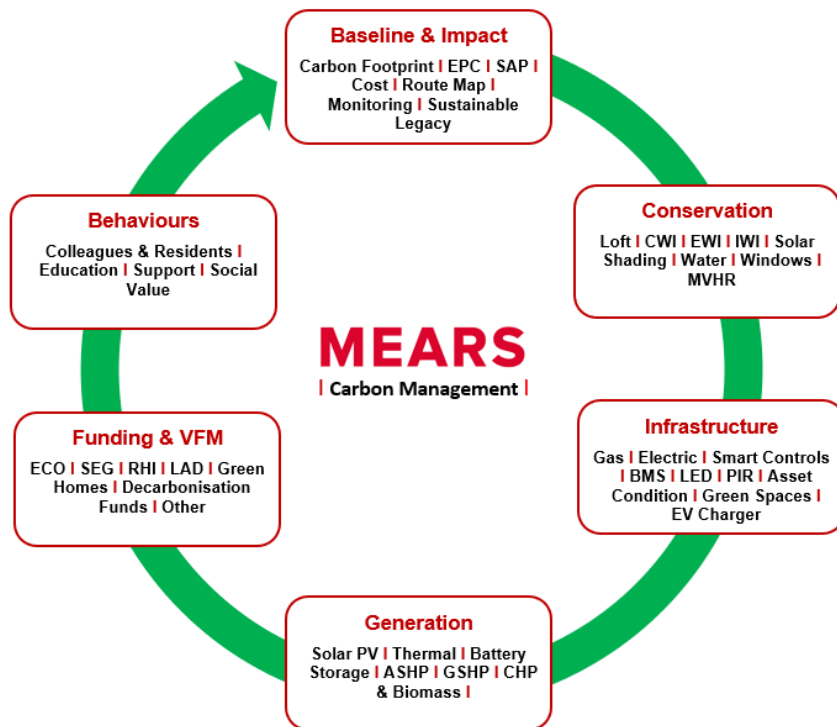 Baseline & Impact
Carbon Footprint | EPC | SAP |
Cost | Route Map |
Monitoring | Sustainable
Legacy
Conservation
Loft | CWI | EWI | IWI | Solar
Shading | Water | Windows |
MVHR
Infrastructure
Gas | Electric | Smart Controls
| BMS | LED | PIR | Asset
Condition | Green Spaces |
EV Charger
Generation
Solar PV | Thermal | Battery
Storage | ASHP | GSHP | CHP
& Biomass |
Funding & VFM
ECO | SEG | RHI | LAD | Green
Homes | Decarbonisation
Funds | Other
Behaviours
Colleagues & Residents |
Education | Support | Social
Value
MEARS
| Carbon Management |